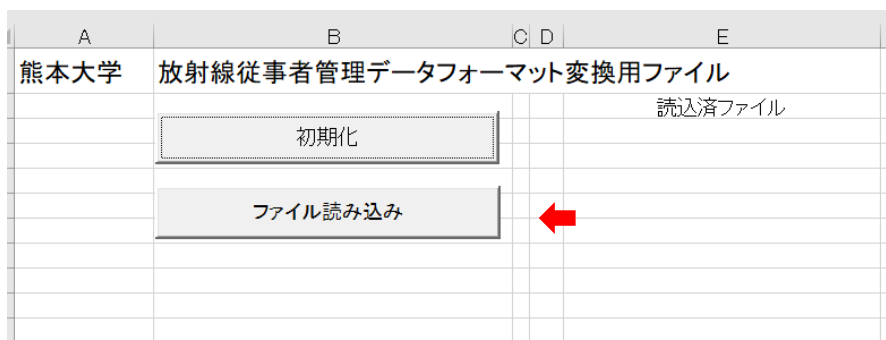 A B C D E
熊本大学 放射線従事者管理データフォーマット変換用ファイル
読込済ファイル
初期化
ファイル読み込み